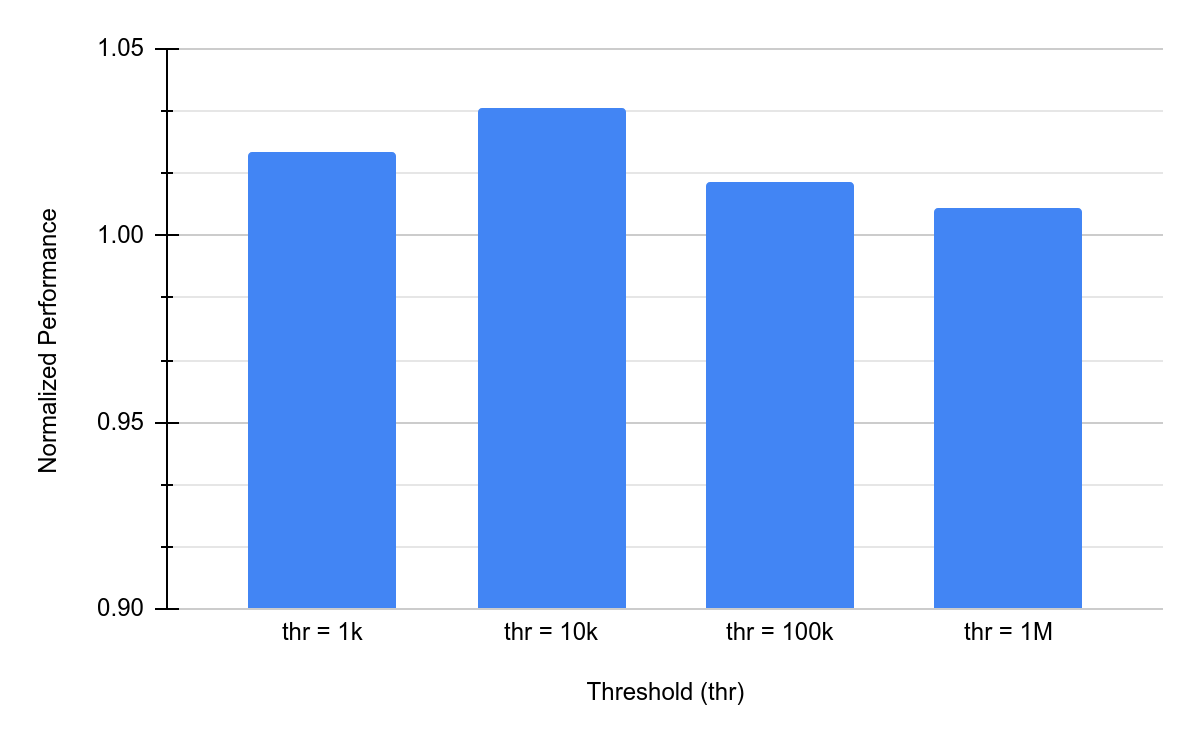 1.05
1.00
0.95
0.90
Normalized Performance
thr = 1k
thr = 10k
thr = 100k
thr = 1M
Threshold (thr)